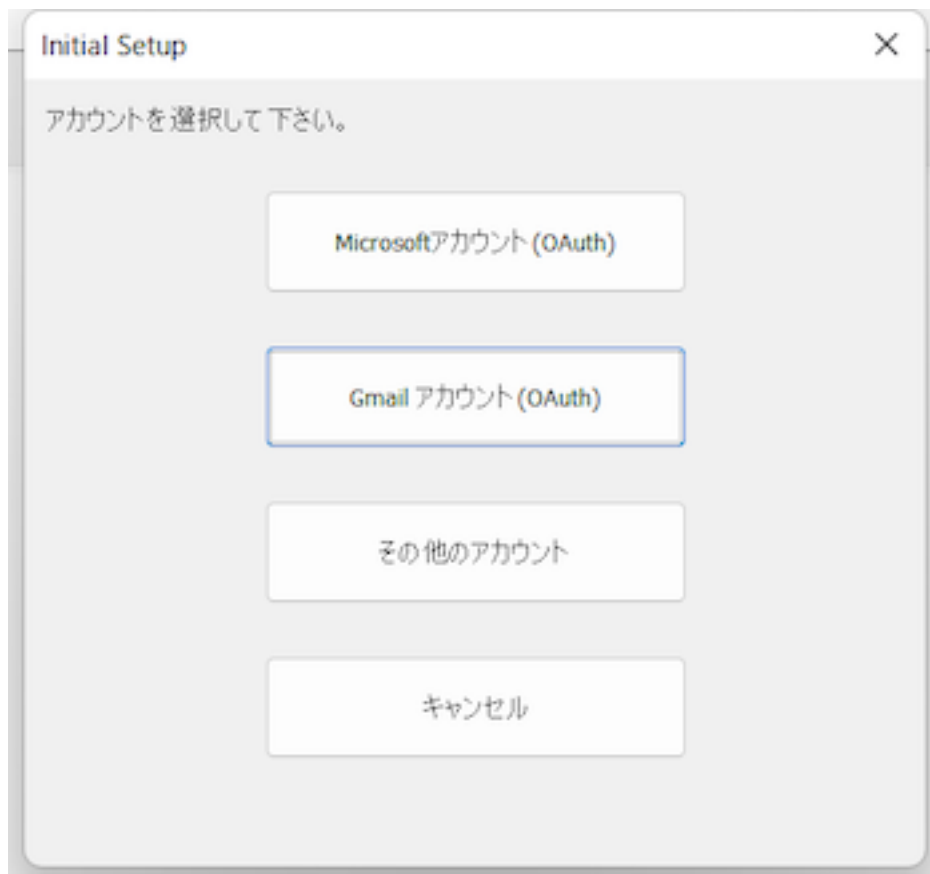 Initial Setup
アカウントを選択して下さい。
Microsoftアカウント(OAuth)
Gmail アカウント(OAuth)
その他のアカウント
キャンセル